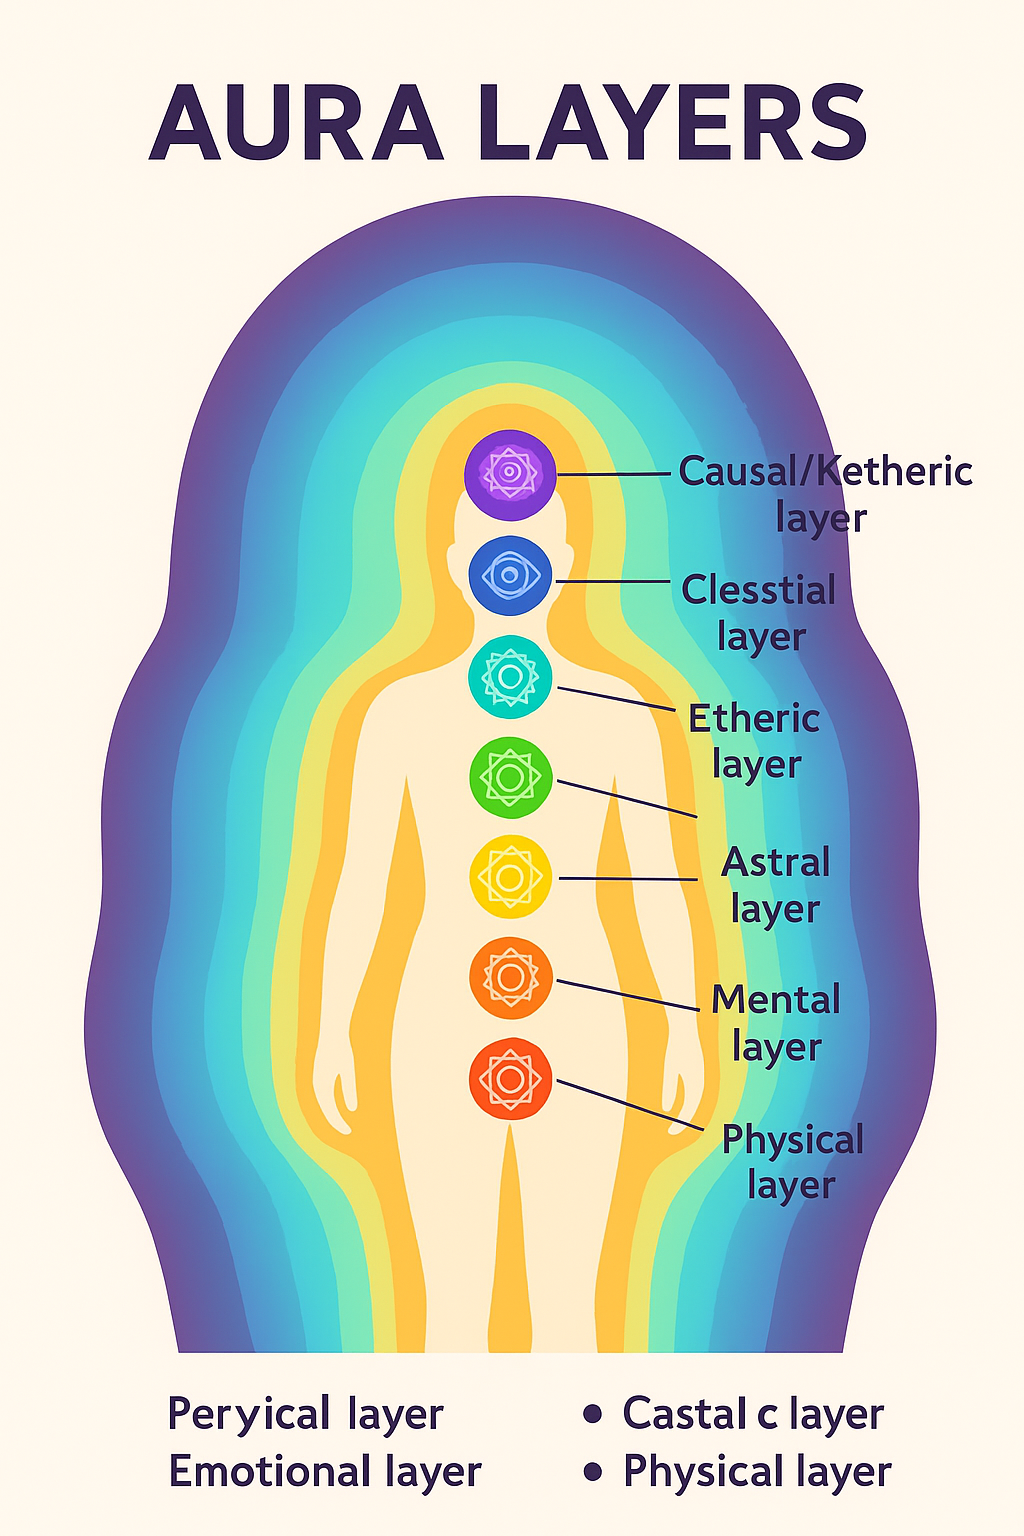 AURA LAYERS
Causal/Ketheric
layer
Clesstial
layer
Etheric
layer
Astral
layer
Mental
layer
Physical
layer
Peryical layer
Emotional layer
• Castal c layer
• Physical layer